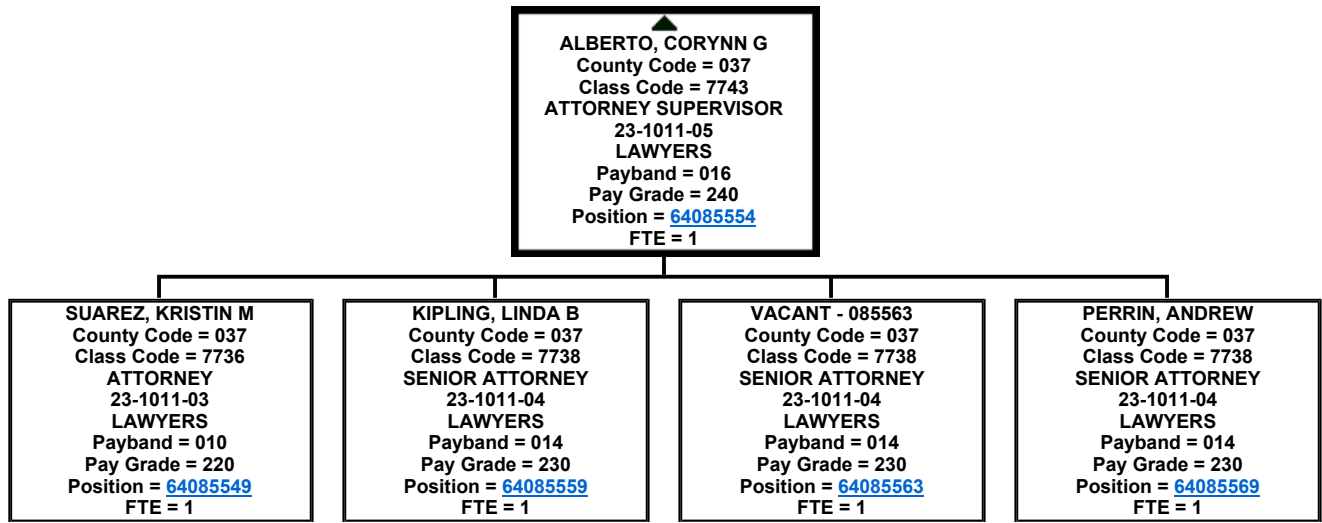 ALBERTO, CORYNN G
County Code = 037
Class Code = 7743
ATTORNEY SUPERVISOR
23-1011-05
LAWYERS
Payband = 016
Pay Grade = 240
Position = 64085554
FTE = 1
SUAREZ, KRISTIN M
County Code = 037
Class Code = 7736
ATTORNEY
23-1011-03
LAWYERS
Payband = 010
Pay Grade = 220
Position = 64085549
FTE = 1
KIPLING, LINDA B
County Code = 037
Class Code = 7738
SENIOR ATTORNEY
23-1011-04
LAWYERS
Payband = 014
Pay Grade = 230
Position = 64085559
FTE = 1
VACANT - 085563
County Code = 037
Class Code = 7738
SENIOR ATTORNEY
23-1011-04
LAWYERS
Payband = 014
Pay Grade = 230
Position = 64085563
FTE = 1
PERRIN, ANDREW
County Code = 037
Class Code = 7738
SENIOR ATTORNEY
23-1011-04
LAWYERS
Payband = 014
Pay Grade = 230
Position = 64085569
FTE = 1